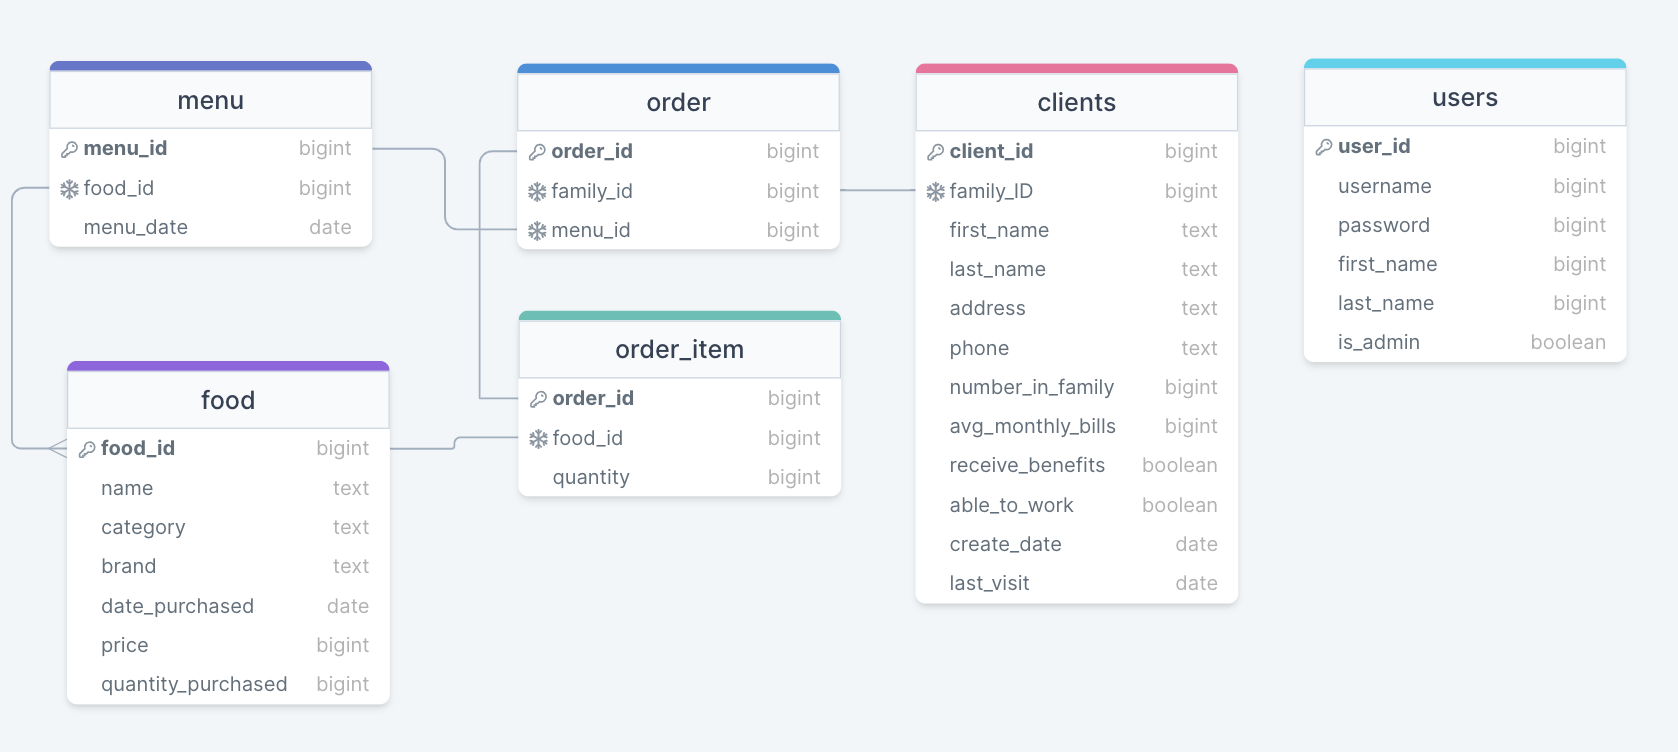 menu
menu_id bigint
food_id bigint
menu_date date
order
order_id bigint
family_id bigint
menu_id bigint
clients
client_id bigint
family_ID bigint
first_name text
last_name text
address text
phone text
number_in_family bigint
avg_monthly_bills bigint
receive_benefits boolean
able_to_work boolean
create_date date
last_visit date
users
user_id bigint
username bigint
password bigint
first_name bigint
last_name bigint
is_admin boolean
food
food_id bigint
name text
category text
brand text
date_purchased date
price bigint
quantity_purchased bigint
order_item
order_id bigint
food_id bigint
quantity bigint